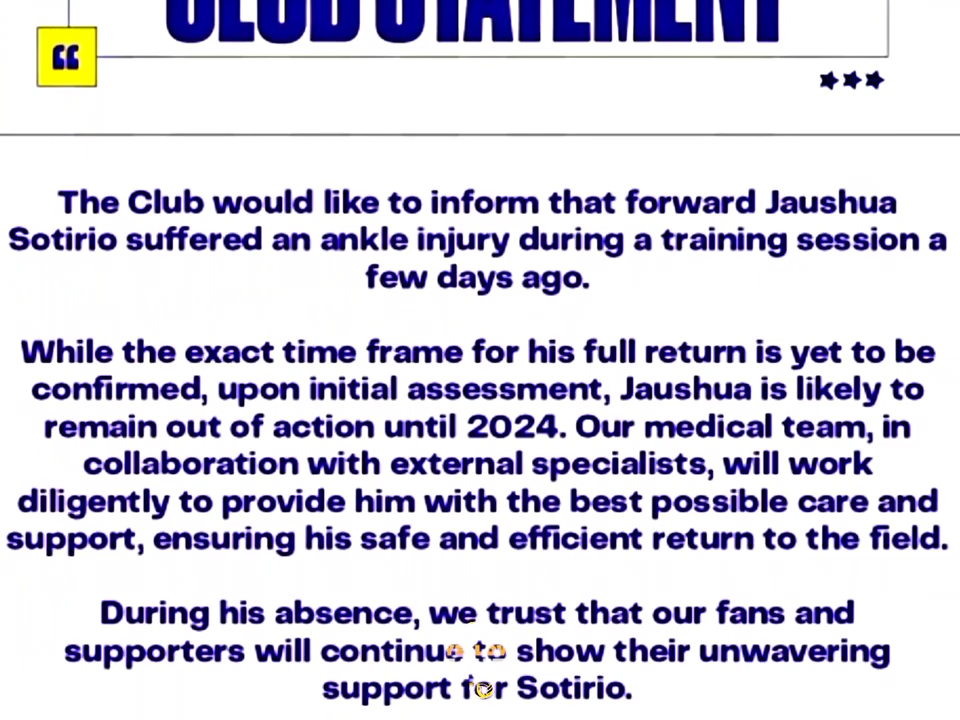 CLUB STATEMENT
“
The Club would like to inform that forward Jaushua
Sotirio suffered an ankle injury during a training session a
few days ago.
While the exact time frame for his full return is yet to be
confirmed, upon initial assessment, Jaushua is likely to
remain out of action until 2024. Our medical team, in
collaboration with external specialists, will work
diligently to provide him with the best possible care and
support, ensuring his safe and efficient return to the field.
During his absence, we trust that our fans and
supporters will continue to show their unwavering
support for Sotirio.